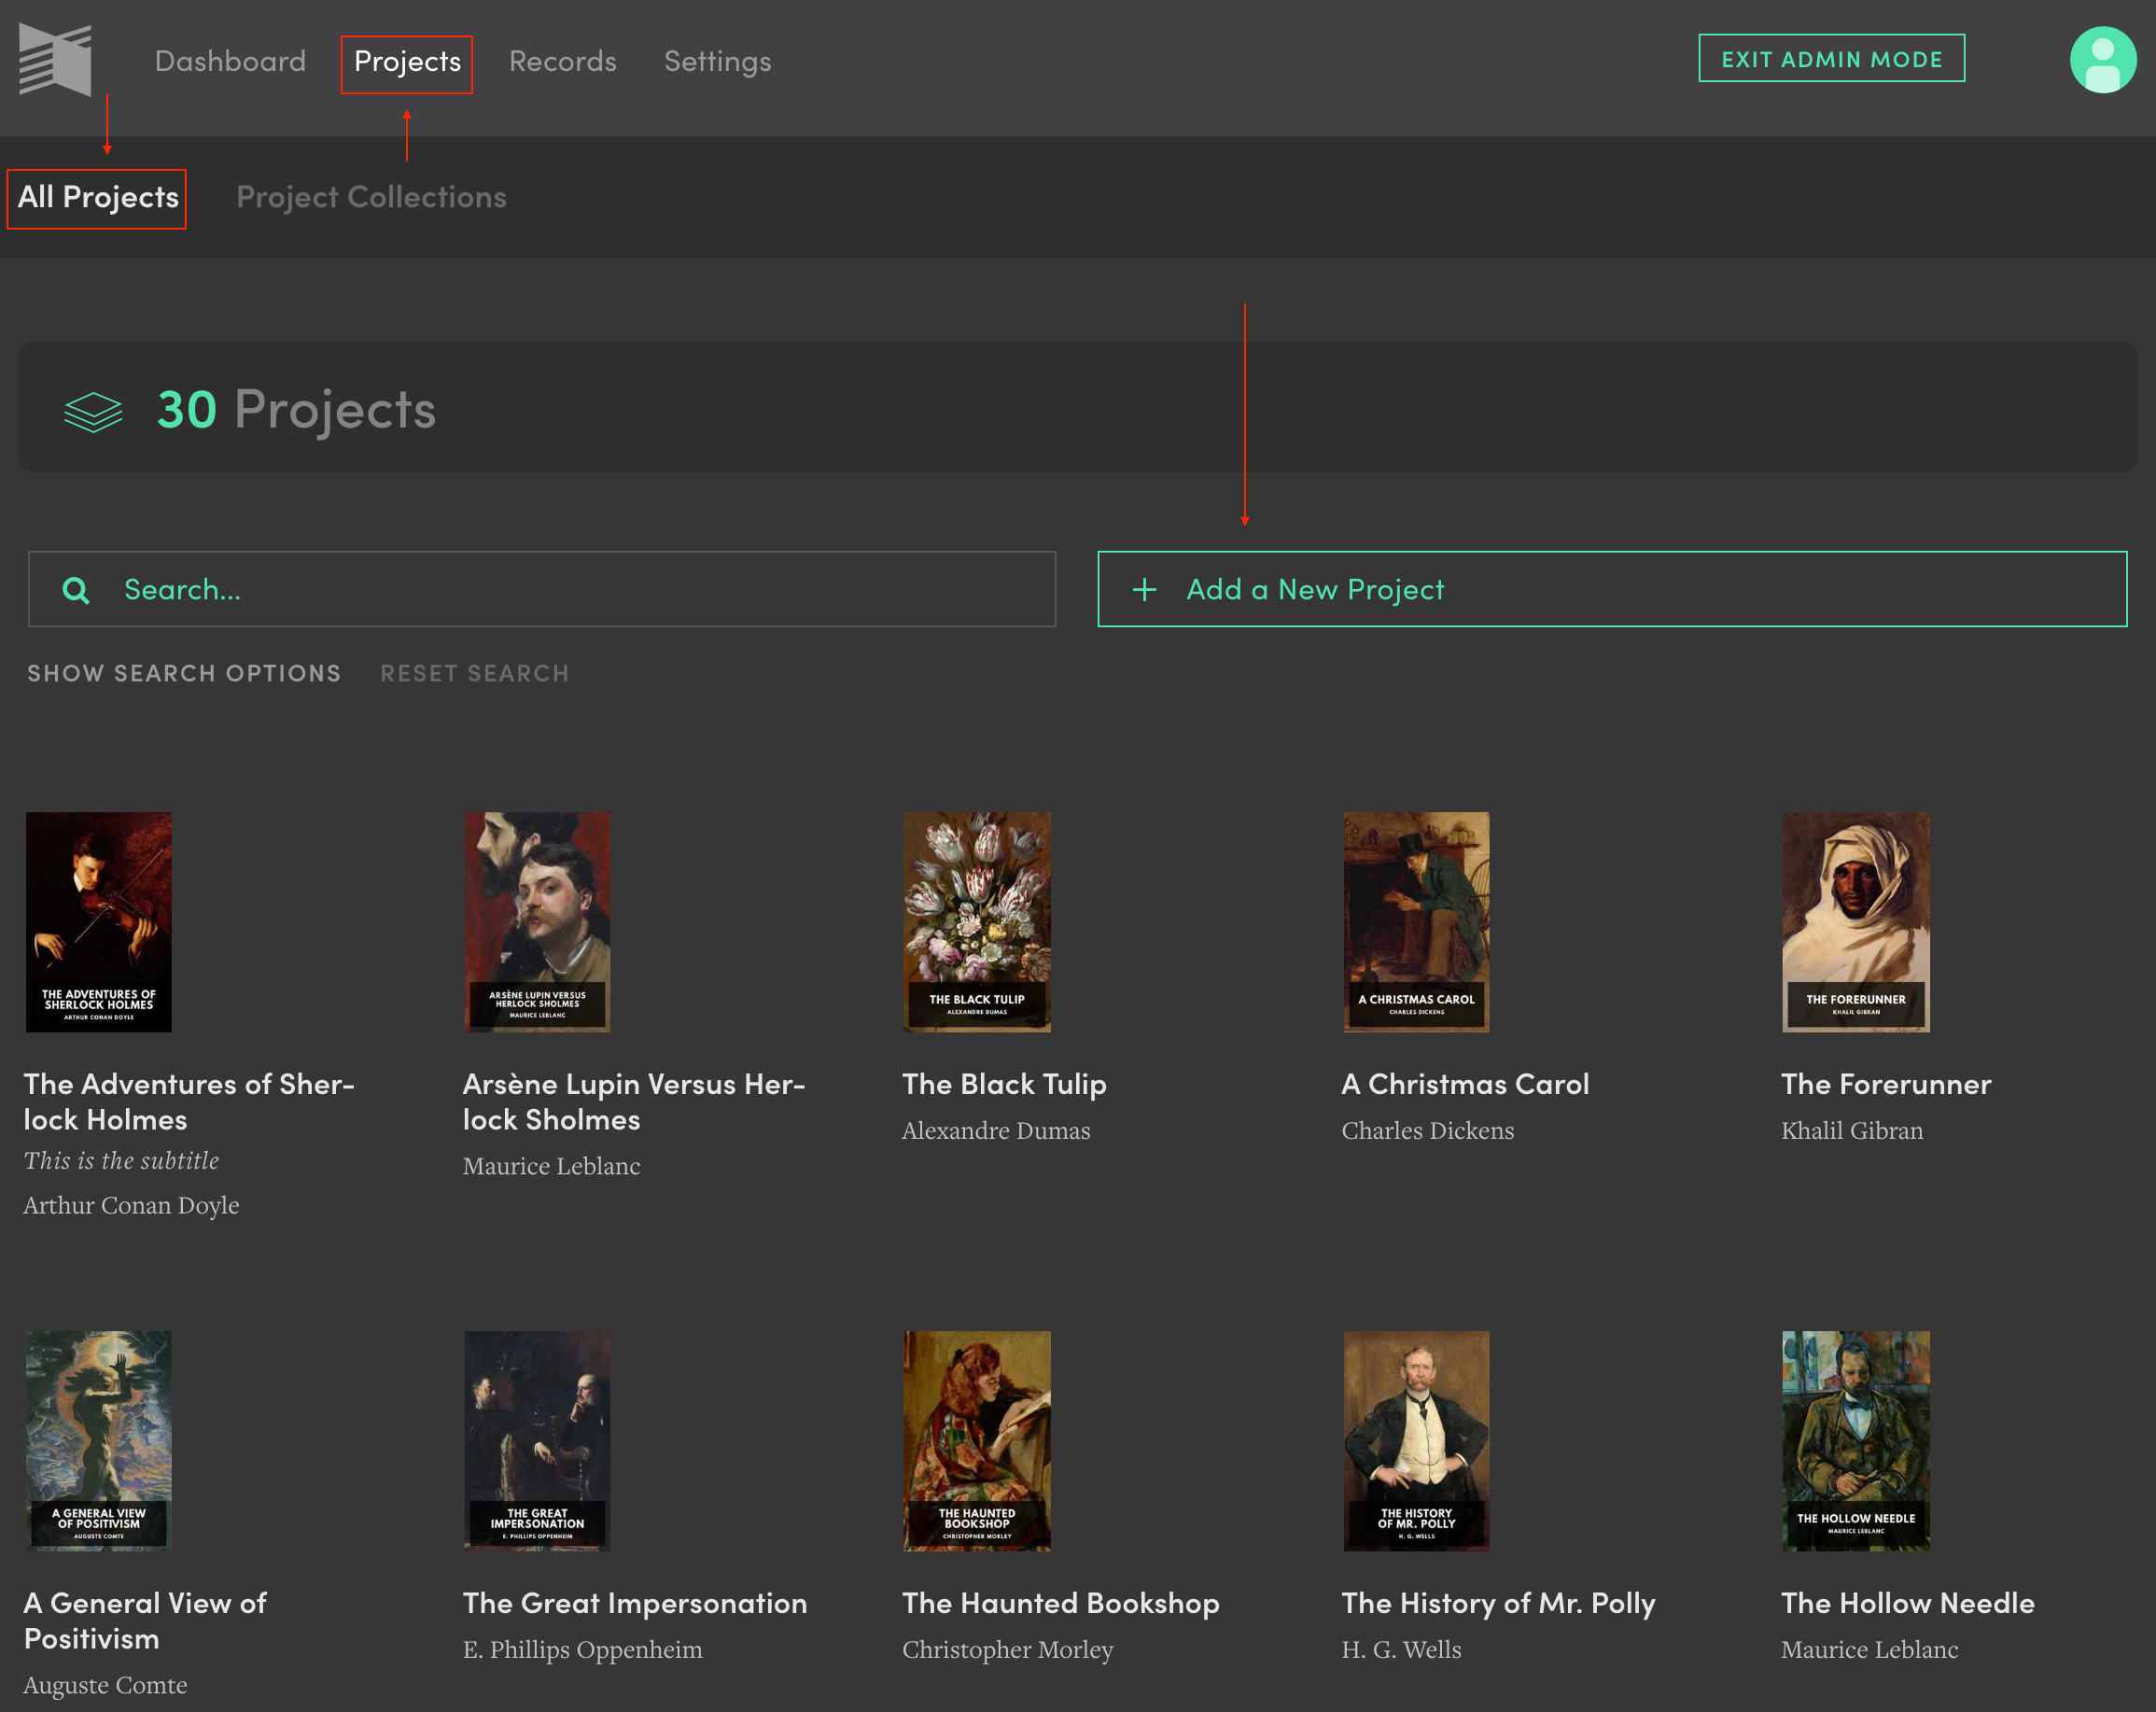 Dashboard Projects Records Settings EXIT ADMIN MODE
All Projects Project Collections
30 Projects
Search... + Add a New Project
SHOW SEARCH OPTIONS RESET SEARCH
THE ADVENTURES OF
SHERLOCK HOLMES
ARTHUR CONAN DOYLE
The Adventures of Sher-
lock Holmes
This is the subtitle
Arthur Conan Doyle
ARSÈNE LUPIN VERSUS
HERLOCK SHOLMES
MAURICE LEBLANC
Arsène Lupin Versus Her-
lock Sholmes
Maurice Leblanc
THE BLACK TULIP
ALEXANDRE DUMAS
The Black Tulip
Alexandre Dumas
A CHRISTMAS CAROL
CHARLES DICKENS
A Christmas Carol
Charles Dickens
THE FORERUNNER
KHALIL GIBRAN
The Forerunner
Khalil Gibran
A GENERAL VIEW
OF POSITIVISM
AUGUSTE COMTE
A General View of
Positivism
Auguste Comte
THE GREAT
IMPERSONATION
E. PHILLIPS OPPENHEIM
The Great Impersonation
E. Phillips Oppenheim
THE HAUNTED
BOOKSHOP
CHRISTOPHER MORLEY
The Haunted Bookshop
Christopher Morley
THE HISTORY
OF MR. POLLY
H. G. WELLS
The History of Mr. Polly
H. G. Wells
THE HOLLOW NEEDLE
MAURICE LEBLANC
The Hollow Needle
Maurice Leblanc